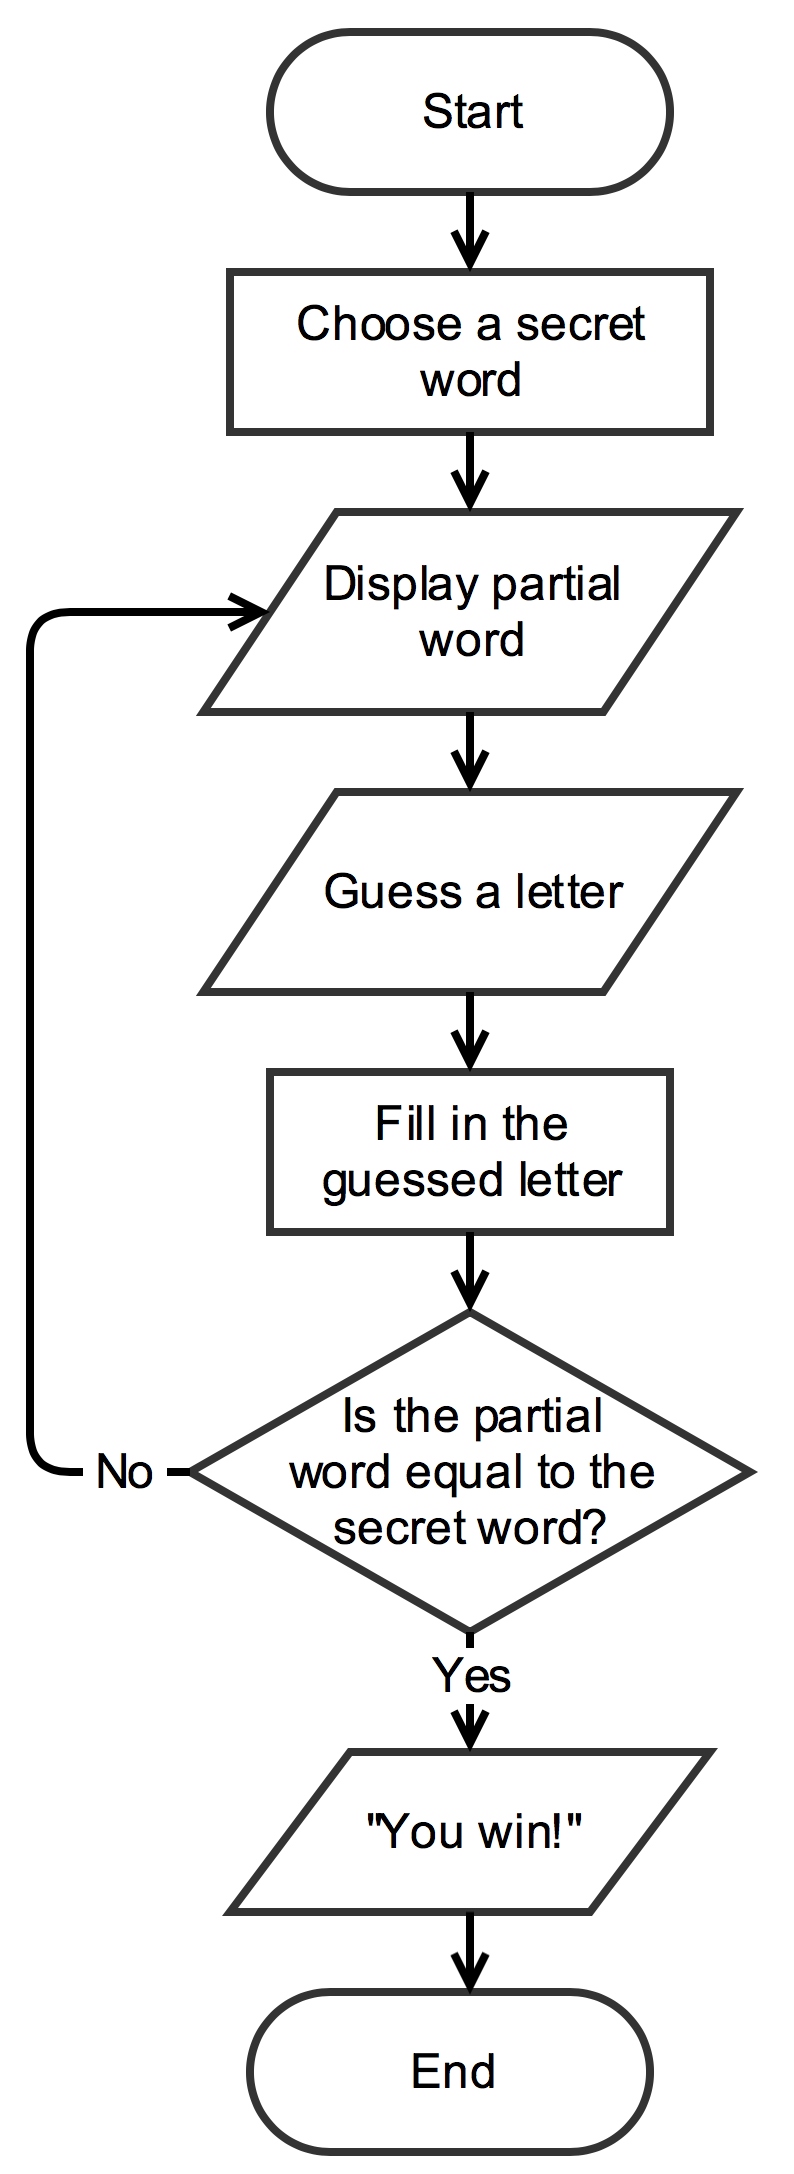 Start
Choose a secret
word
Display partial
word
Guess a letter
Fill in the
guessed letter
Is the partial
word equal to the
secret word?
No
Yes
"You win!"
End